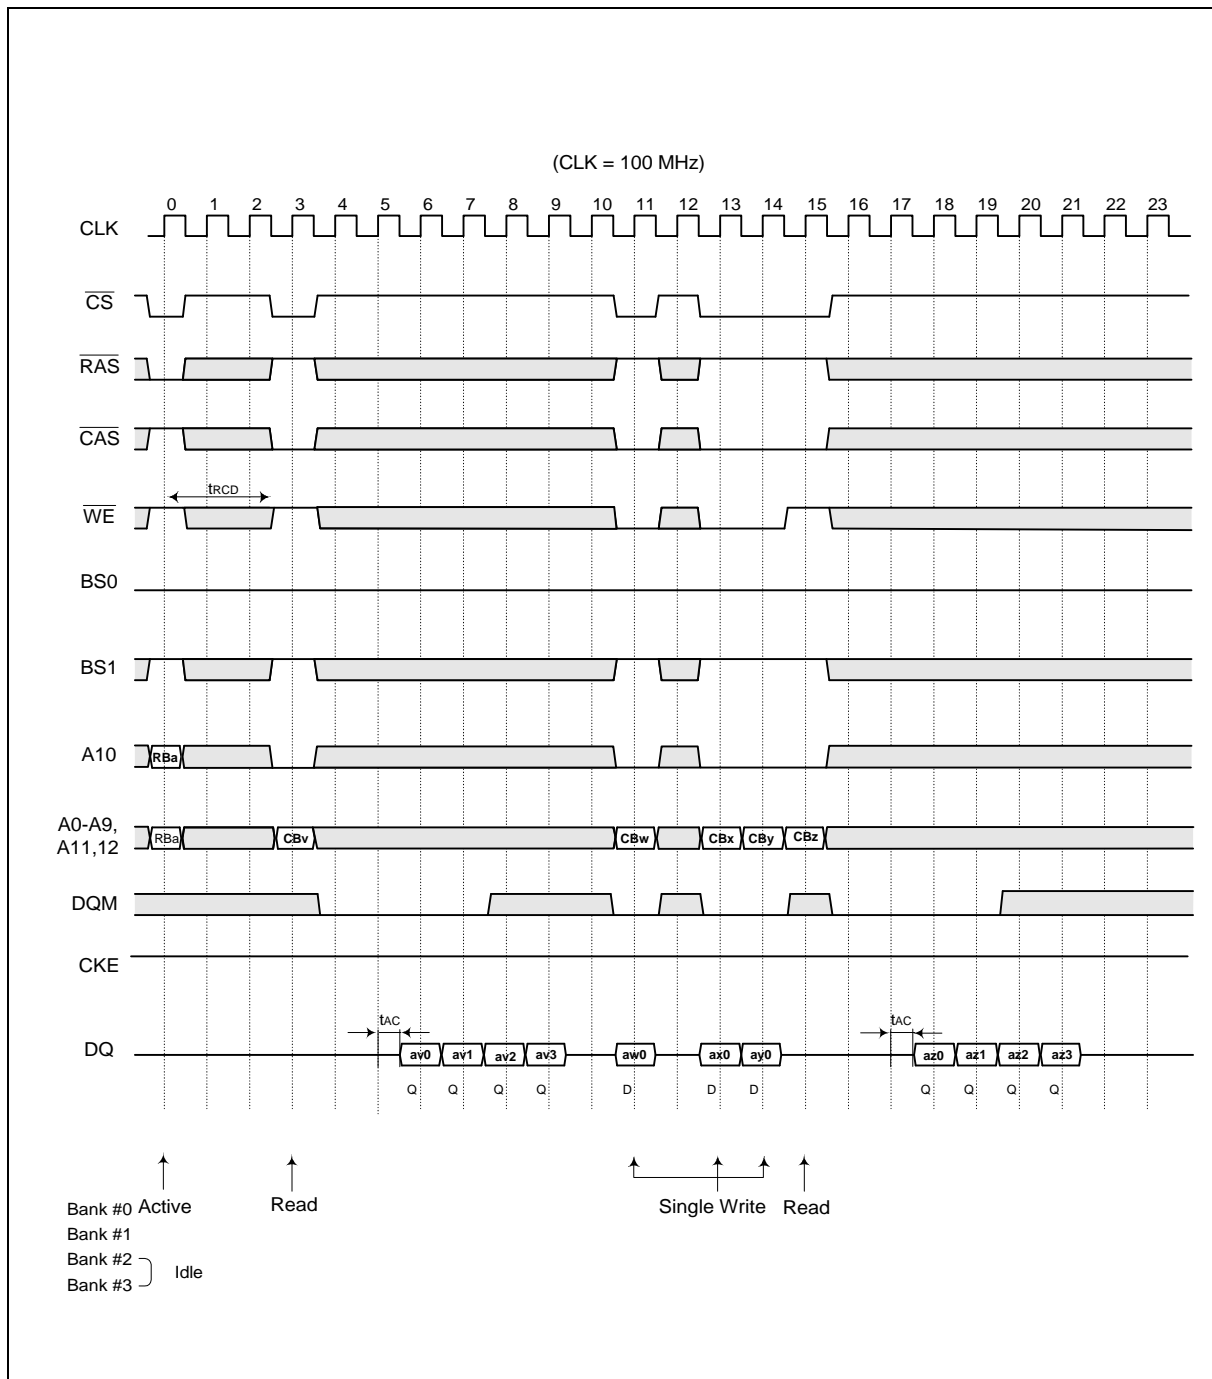 (CLK = 100 MHz)
0 1 2 3 4 5 6 7 8 9 10 11 12 13 14 15 16 17 18 19 20 21 22 23
CLK
CS
RAS
CAS
tRCD
WE
BS0
BS1
A10 RBa
A0-A9,
A11,12
RBa CBv CBw CBx CBy CBz
DQM
CKE
tAC tAC
DQ av0 av1 av2 av3 aw0 ax0 ay0 az0 az1 az2 az3
Q Q Q Q D D D Q Q Q Q
Bank #0 Active Read Single Write Read
Bank #1
Bank #2
Idle
Bank #3